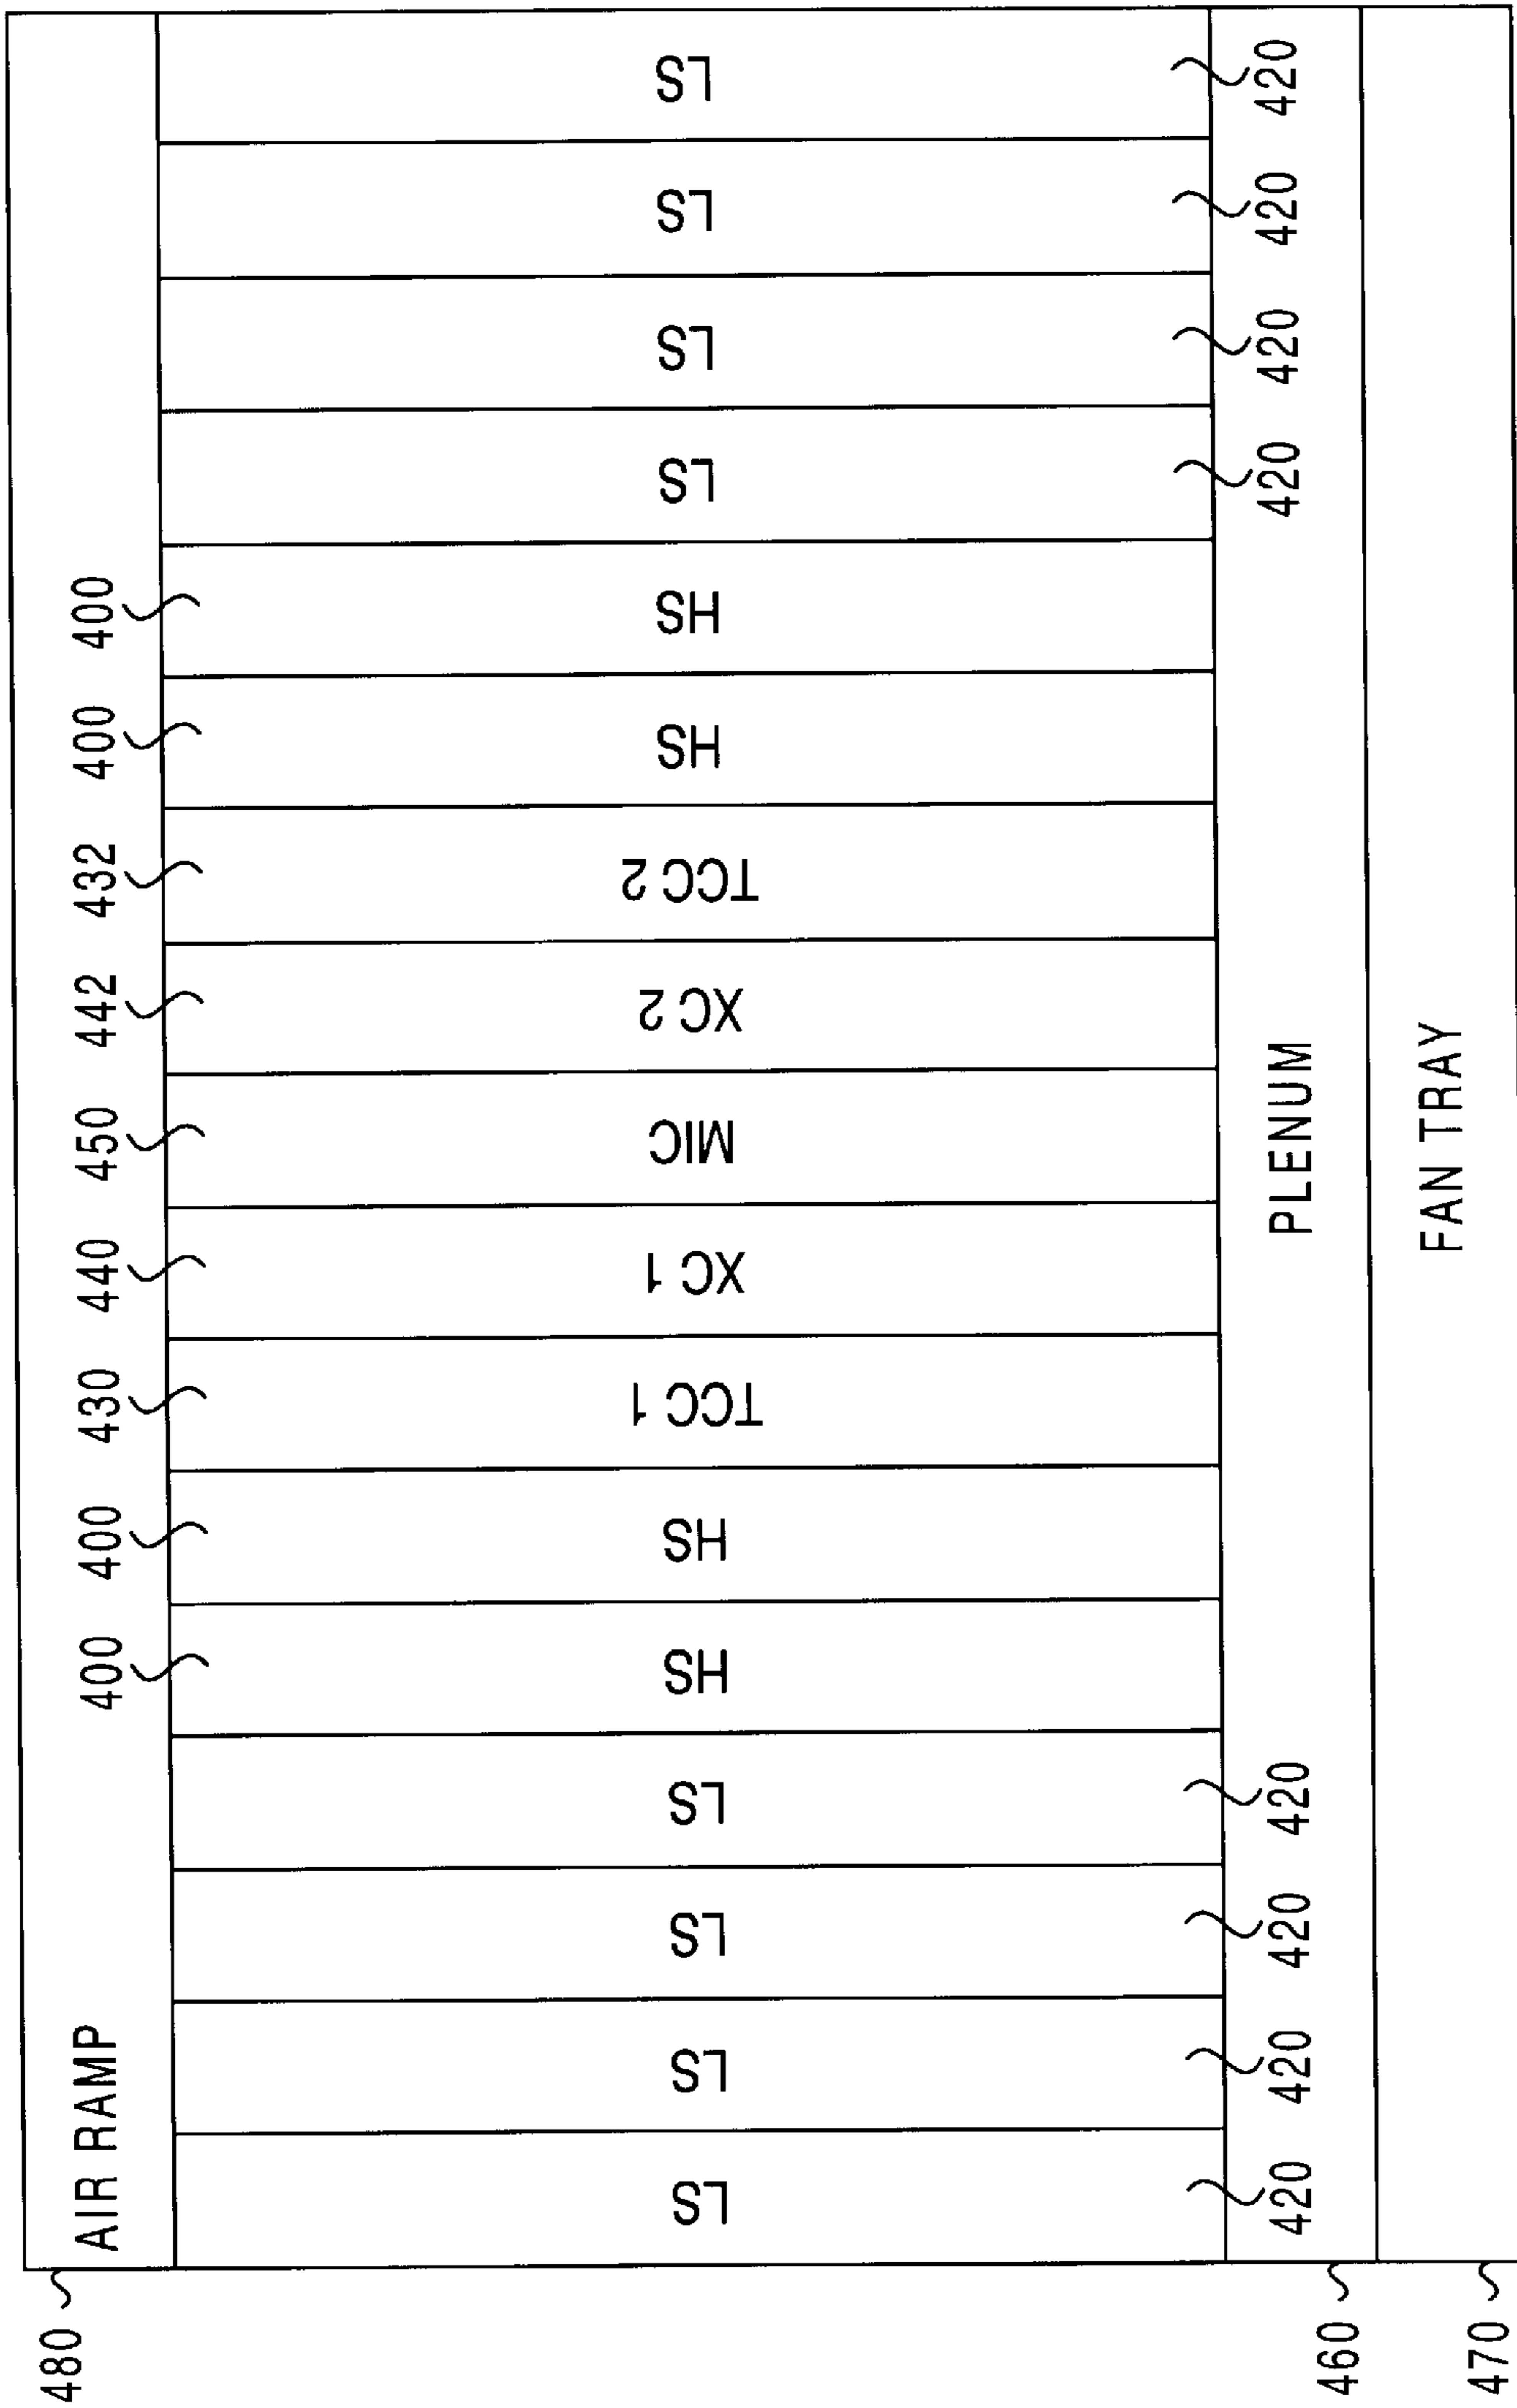 AIR RAMP
480
400 400 430 440 450 442 432 400 400
LS
LS
LS
LS
HS
HS
TCC 1
XC 1
MIC
XC 2
TCC 2
HS
HS
LS
LS
LS
LS
420 420 420 420 420 420 420 420
PLENUM
460
FAN TRAY
470